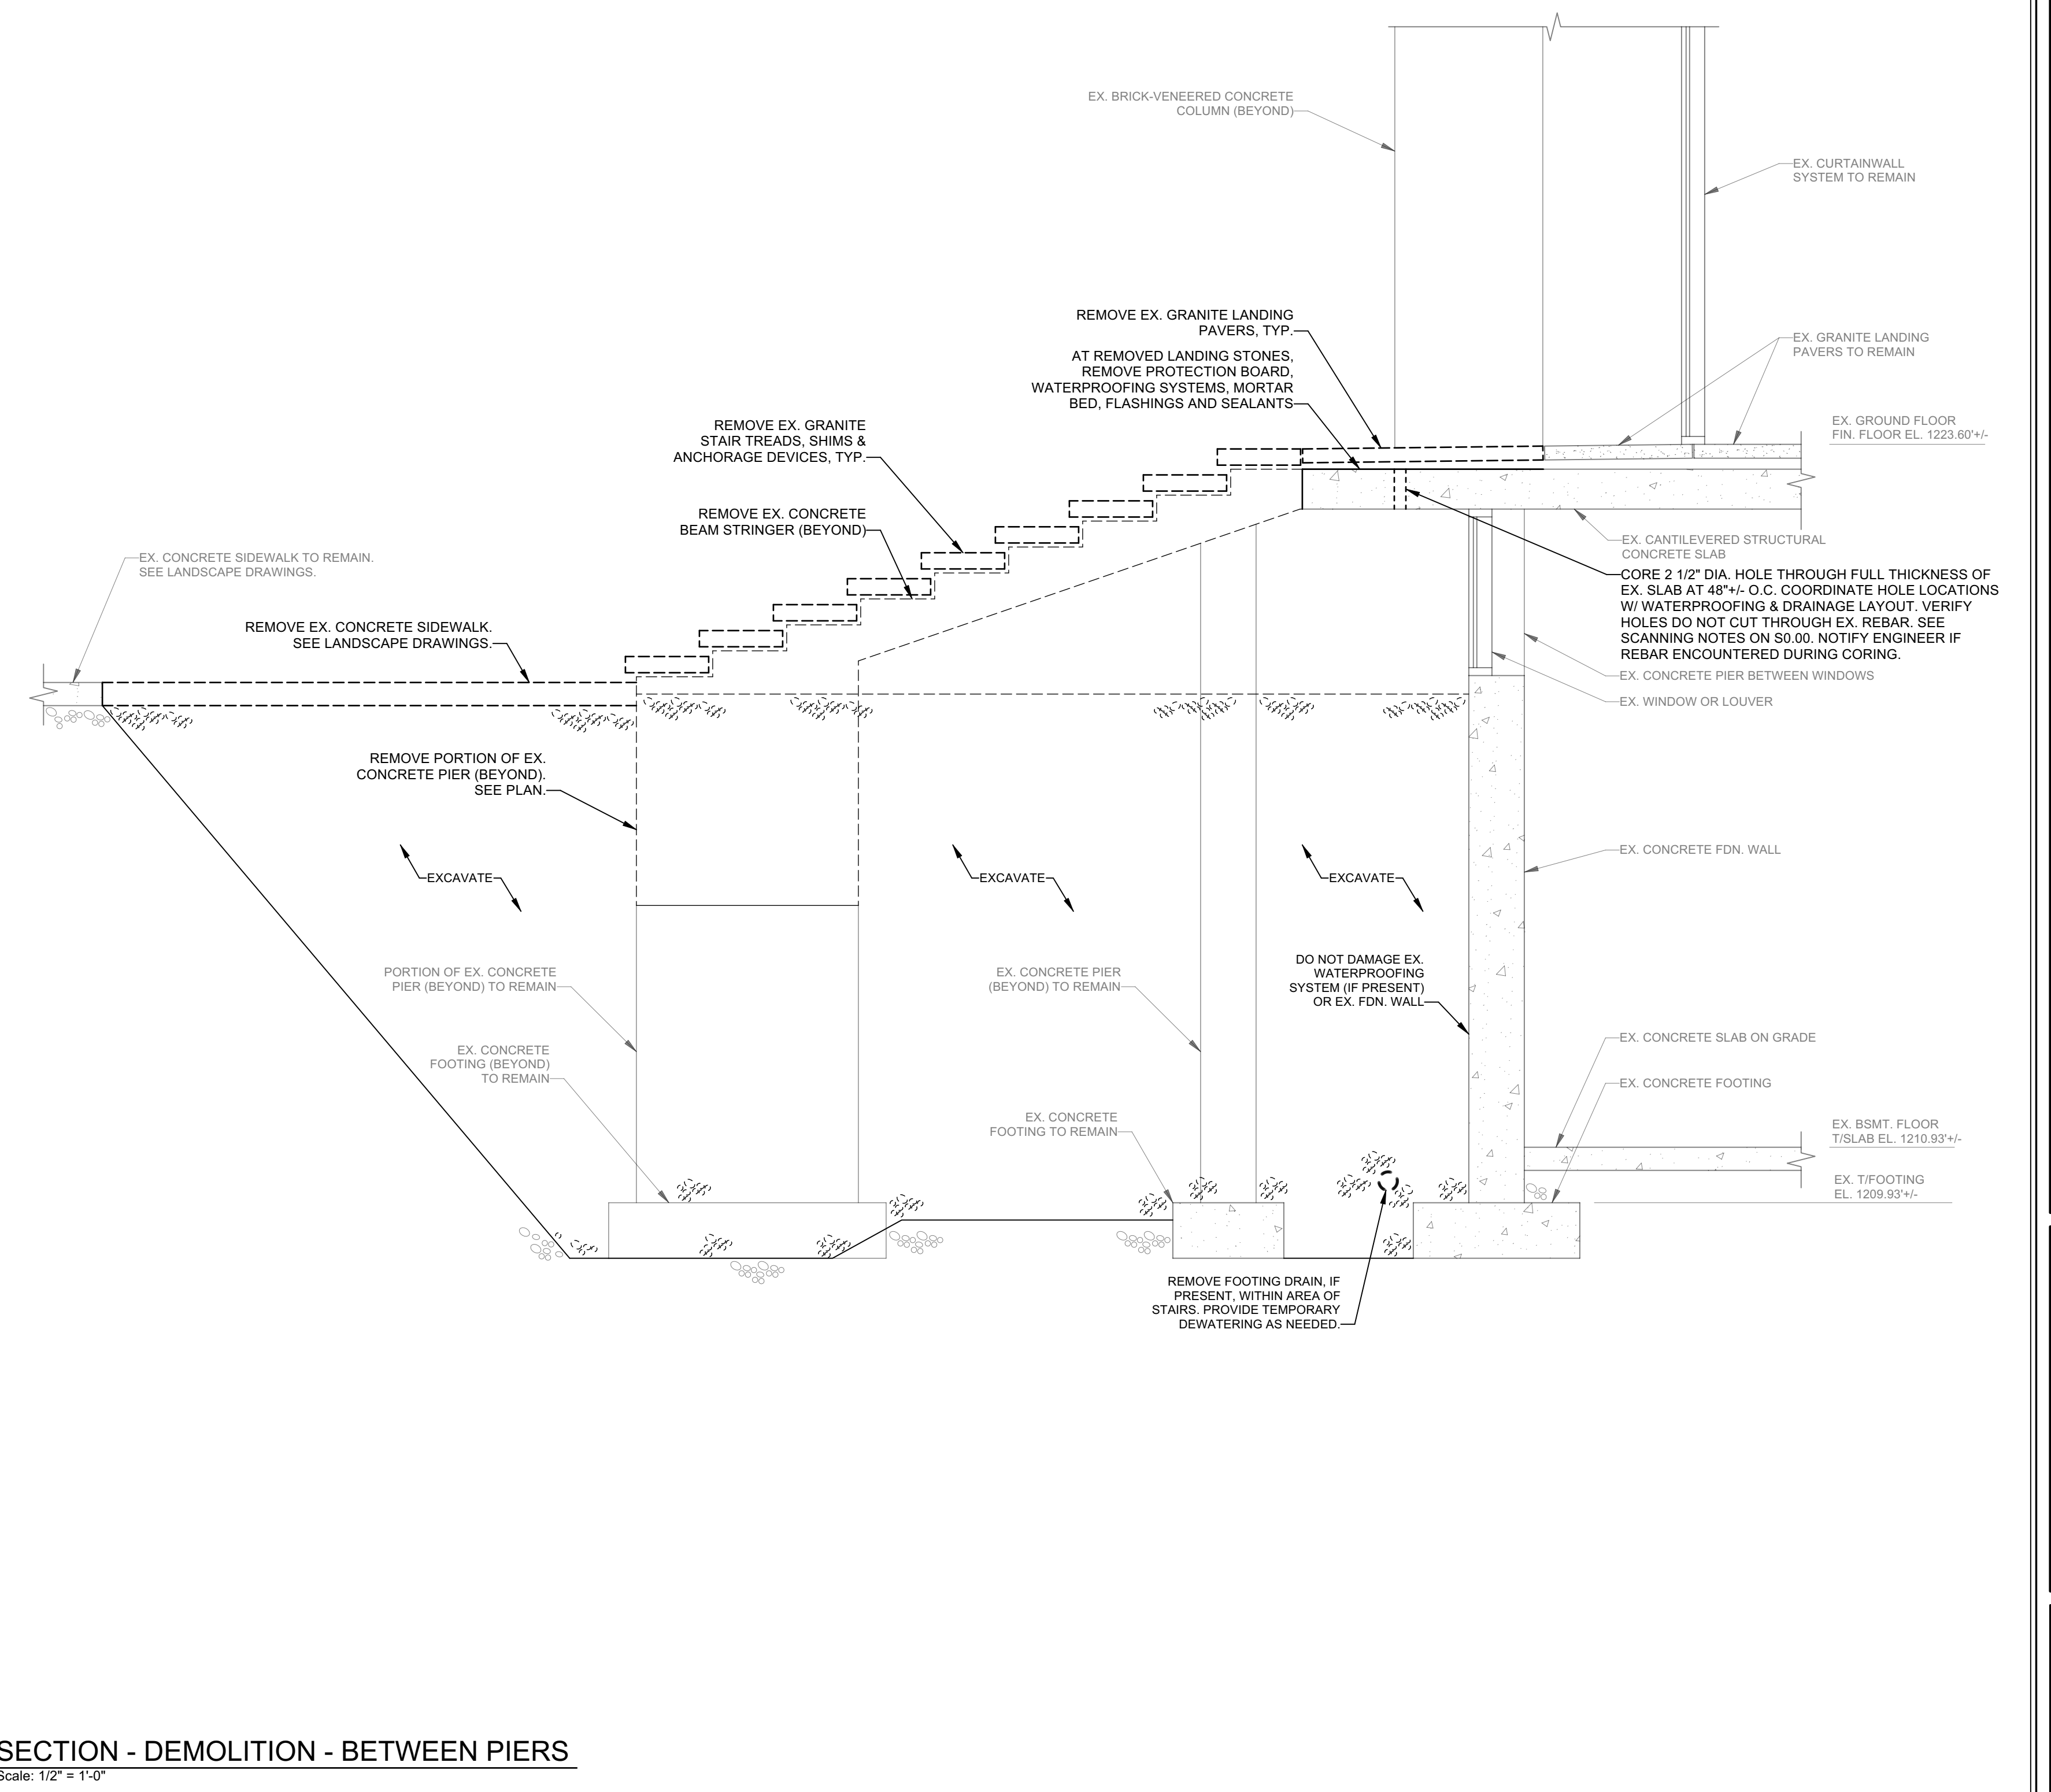 EX. BRICK-VENEERED CONCRETE
COLUMN (BEYOND)
EX. CURTAINWALL
SYSTEM TO REMAIN
REMOVE EX. GRANITE LANDING
PAVERS, TYP.
EX. GRANITE LANDING
PAVERS TO REMAIN
AT REMOVED LANDING STONES,
REMOVE PROTECTION BOARD,
WATERPROOFING SYSTEMS, MORTAR
BED, FLASHINGS AND SEALANTS
REMOVE EX. GRANITE
STAIR TREADS, SHIMS &
ANCHORAGE DEVICES, TYP.
EX. GROUND FLOOR
FIN. FLOOR EL. 1223.60'+/-
REMOVE EX. CONCRETE
BEAM STRINGER (BEYOND)
EX. CONCRETE SIDEWALK TO REMAIN.
SEE LANDSCAPE DRAWINGS.
EX. CANTILEVERED STRUCTURAL
CONCRETE SLAB
CORE 2 1/2" DIA. HOLE THROUGH FULL THICKNESS OF
EX. SLAB AT 48"+/- O.C. COORDINATE HOLE LOCATIONS
W/ WATERPROOFING & DRAINAGE LAYOUT. VERIFY
HOLES DO NOT CUT THROUGH EX. REBAR. SEE
SCANNING NOTES ON S0.00. NOTIFY ENGINEER IF
REBAR ENCOUNTERED DURING CORING.
REMOVE EX. CONCRETE SIDEWALK.
SEE LANDSCAPE DRAWINGS.
EX. CONCRETE PIER BETWEEN WINDOWS
EX. WINDOW OR LOUVER
REMOVE PORTION OF EX.
CONCRETE PIER (BEYOND).
SEE PLAN.
EX. CONCRETE FDN. WALL
EXCAVATE
EXCAVATE
EXCAVATE
PORTION OF EX. CONCRETE
PIER (BEYOND) TO REMAIN
EX. CONCRETE PIER
(BEYOND) TO REMAIN
DO NOT DAMAGE EX.
WATERPROOFING
SYSTEM (IF PRESENT)
OR EX. FDN. WALL
EX. CONCRETE
FOOTING (BEYOND)
TO REMAIN
EX. CONCRETE SLAB ON GRADE
EX. CONCRETE FOOTING
EX. CONCRETE
FOOTING TO REMAIN
EX. BSMT. FLOOR
T/SLAB EL. 1210.93'+/-
EX. T/FOOTING
EL. 1209.93'+/-
REMOVE FOOTING DRAIN, IF
PRESENT, WITHIN AREA OF
STAIRS. PROVIDE TEMPORARY
DEWATERING AS NEEDED.
SECTION - DEMOLITION - BETWEEN PIERS
Scale: 1/2" = 1'-0"